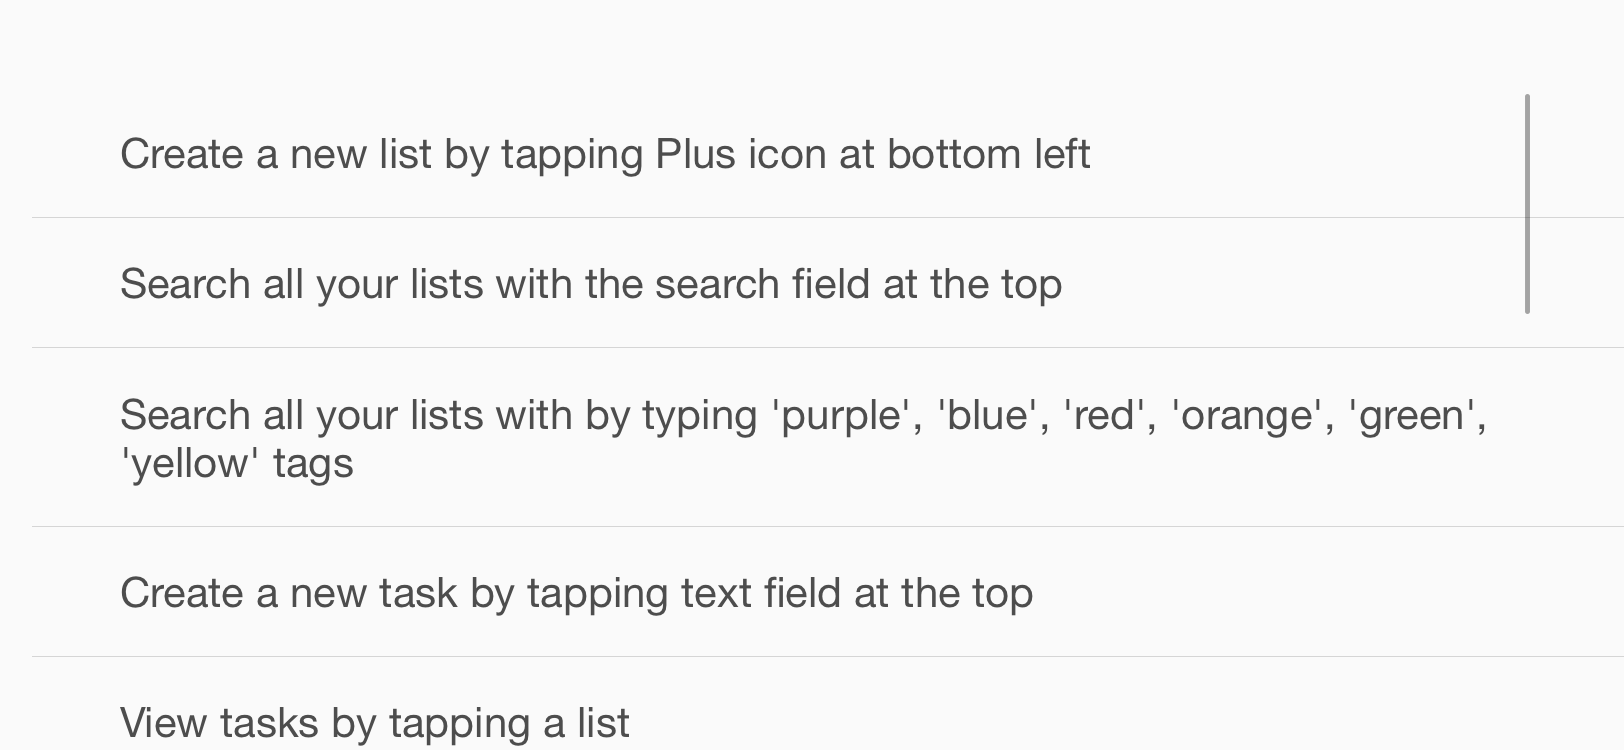 Create a new list by tapping Plus icon at bottom left
Search all your lists with the search field at the top
Search all your lists with by typing 'purple', 'blue', 'red', 'orange', 'green',
'yellow' tags
Create a new task by tapping text field at the top
View tasks by tapping a list